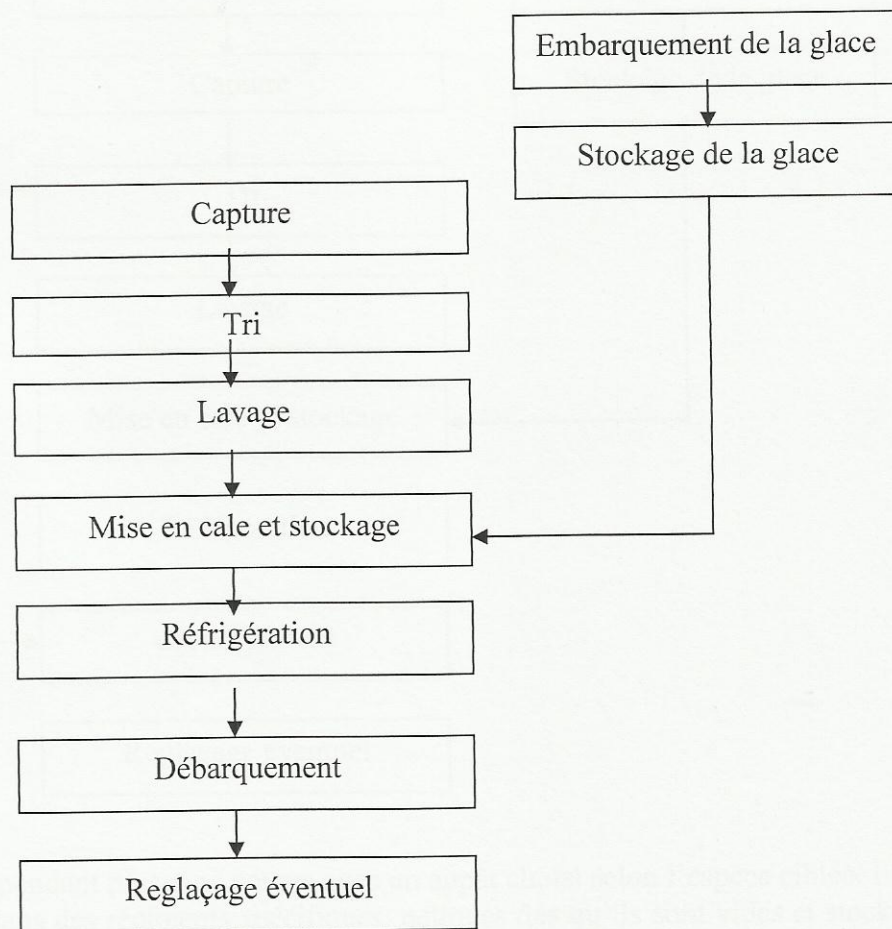 Embarquement de la glace
Stockage de la glace
Capture
Tri
Lavage
Mise en cale et stockage
Réfrigération
Débarquement
Reglaçage éventuel